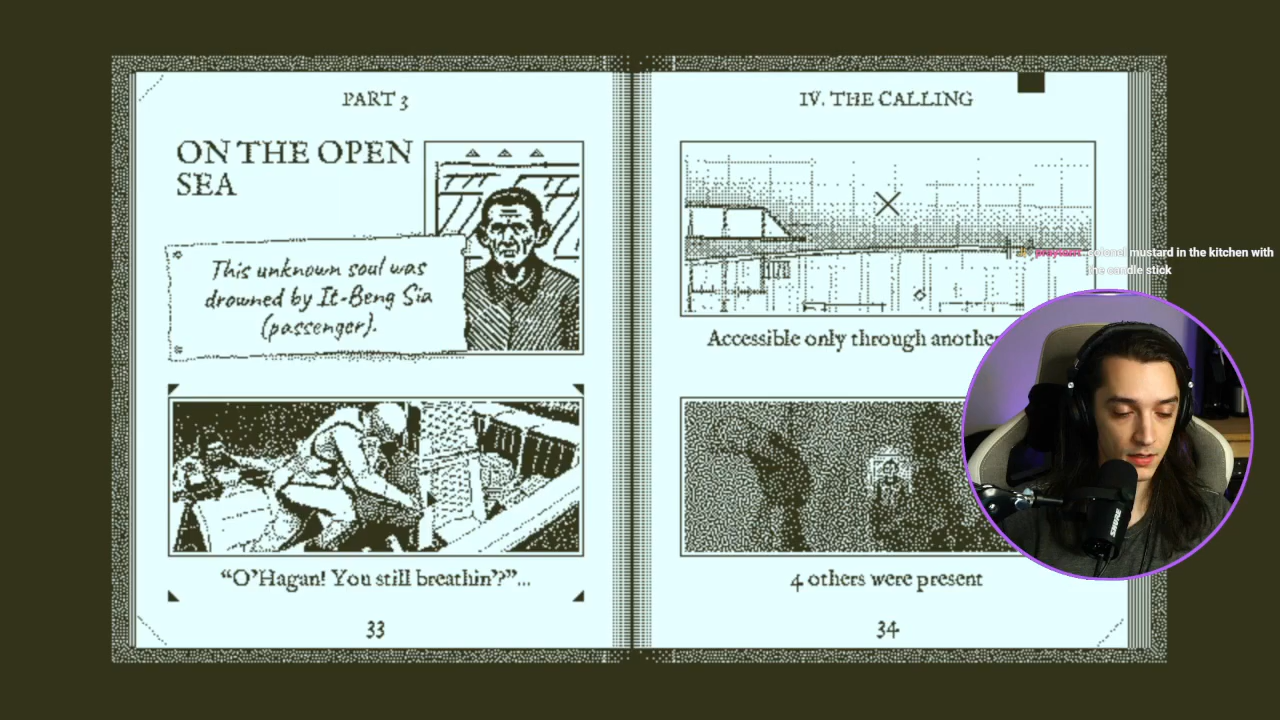 PART 3
ON THE OPEN
SEA
This unknown soul was
drowned by It-Beng Sia
(passenger).
"O'Hagan! You still breathin'?"...
33
IV. THE CALLING
Accessible only through another
4 others were present
34
colonel mustard in the kitchen with
the candle stick
SHURE